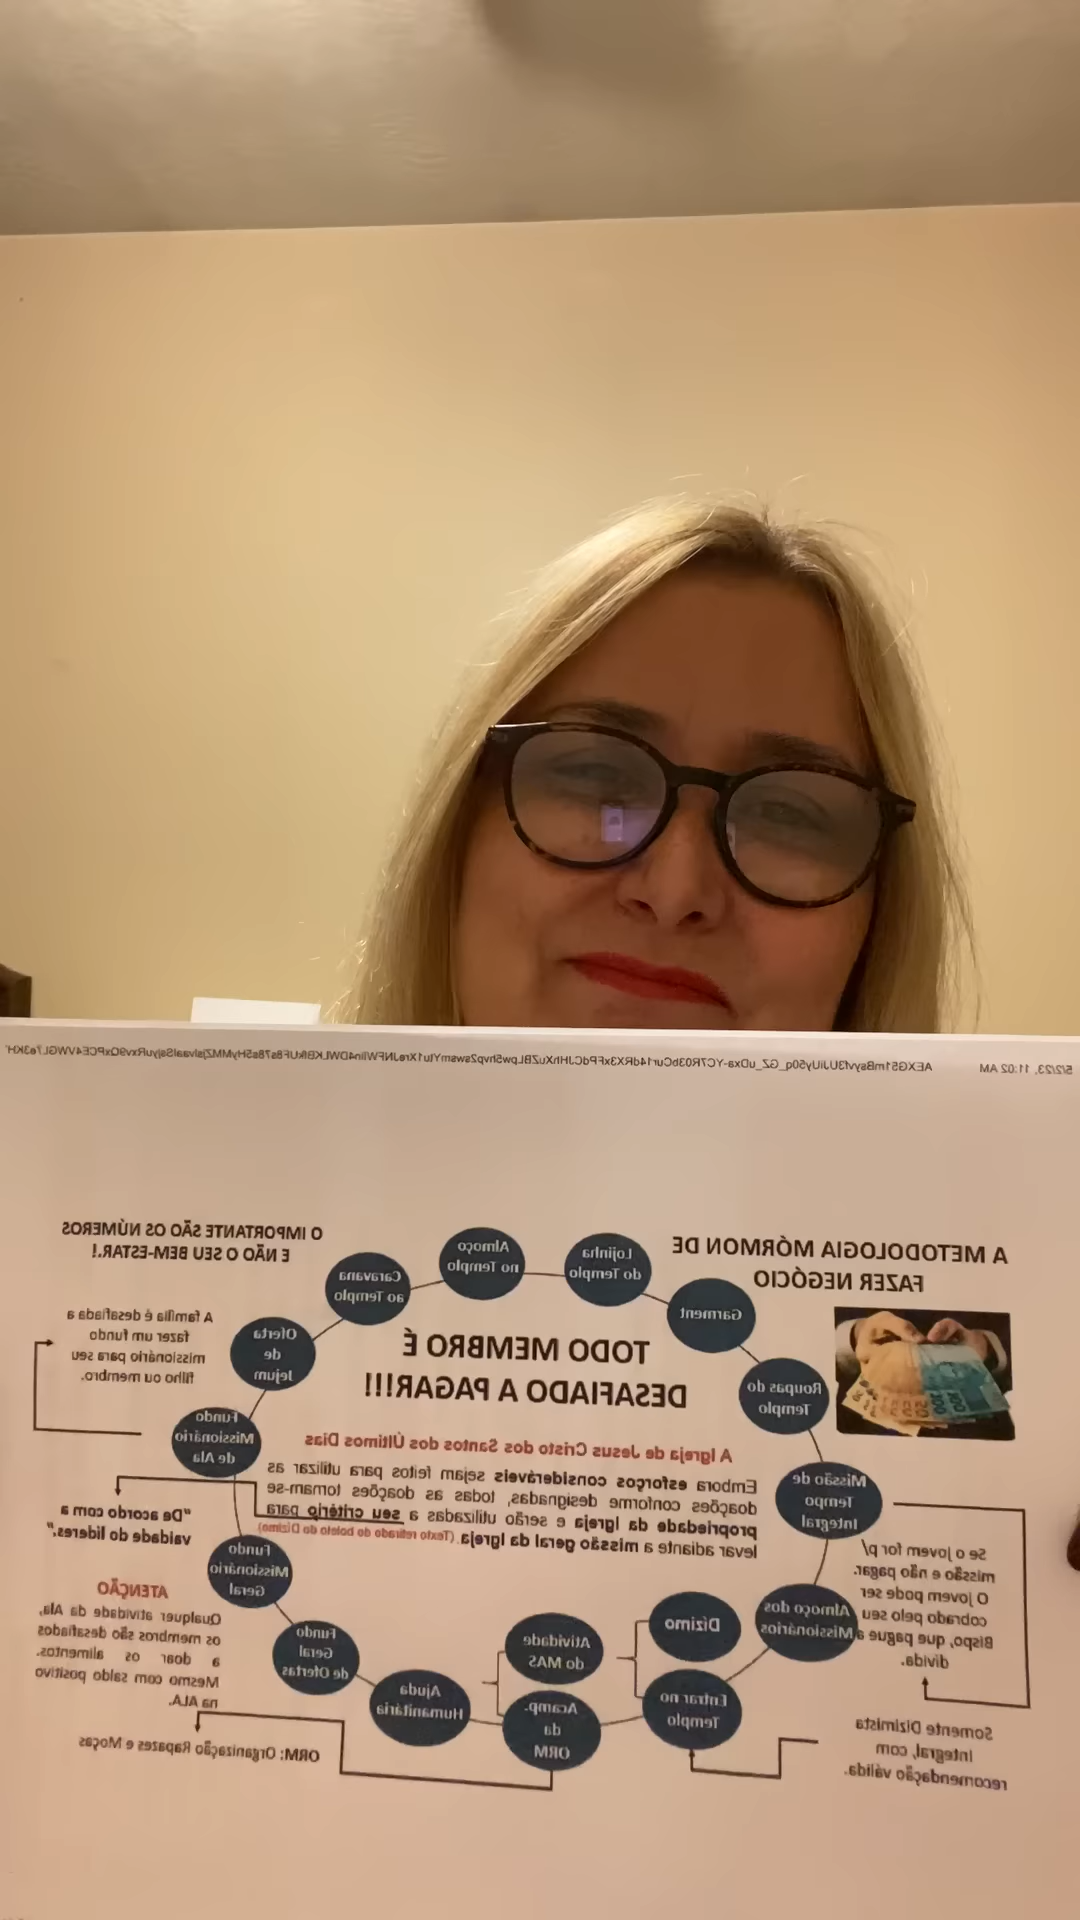 5/2/23, 11:02 AM
A METODOLOGIA MÓRMON DE
FAZER NEGÓCIO
O IMPORTANTE SÃO OS NÚMEROS
E NÃO O SEU BEM-ESTAR.!
TODO MEMBRO É
DESAFIADO A PAGAR!!!
A Igreja de Jesus Cristo dos Santos dos Últimos Dias
Embora esforços consideráveis sejam feitos para utilizar as
doações conforme designadas, todas as doações tornam-se
propriedade da Igreja e serão utilizadas a seu critério para
levar adiante a missão geral da Igreja.(Texto retirado do boleto do Dízimo)
Garment
Lojinha
do Templo
Almoço
no Templo
Caravana
ao Templo
Oferta
de
Jejum
Fundo
Missionário
de Ala
Fundo
Missionário
Geral
Fundo
Geral
de Ofertas
Ajuda
Humanitária
Atividade
do MAS
Acamp.
da
ORM
Dízimo
Entrar no
Templo
Almoço dos
Missionários
Missão de
Tempo
Integral
Roupas do
Templo
Se o jovem for p/
missão e não pagar.
O jovem pode ser
cobrado pelo seu
Bispo, que pague a
dívida.
Somente Dizimista
Integral, com
recomendação válida.
A família é desafiada a
fazer um fundo
missionário para seu
filho ou membro.
"De acordo com a
vaidade do líderes."
ATENÇÃO
Qualquer atividade da Ala,
os membros são desafiados
a doar os alimentos.
Mesmo com saldo positivo
na ALA.
ORM: Organização Rapazes e Moças